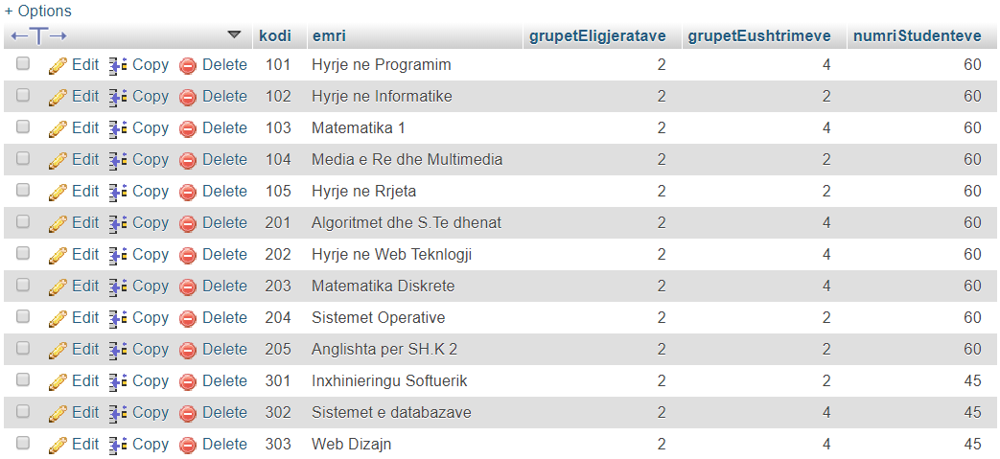 + Options
←T→ kodi emri grupetEligjeratave grupetEushtrimeve numriStudenteve
Edit Copy Delete 101 Hyrje ne Programim 2 4 60
Edit Copy Delete 102 Hyrje ne Informatike 2 2 60
Edit Copy Delete 103 Matematika 1 2 4 60
Edit Copy Delete 104 Media e Re dhe Multimedia 2 2 60
Edit Copy Delete 105 Hyrje ne Rrjeta 2 2 60
Edit Copy Delete 201 Algoritmet dhe S.Te dhenat 2 4 60
Edit Copy Delete 202 Hyrje ne Web Teknlogji 2 4 60
Edit Copy Delete 203 Matematika Diskrete 2 4 60
Edit Copy Delete 204 Sistemet Operative 2 2 60
Edit Copy Delete 205 Anglishta per SH.K 2 2 2 60
Edit Copy Delete 301 Inxhinieringu Softuerik 2 2 45
Edit Copy Delete 302 Sistemet e databazave 2 4 45
Edit Copy Delete 303 Web Dizajn 2 4 45